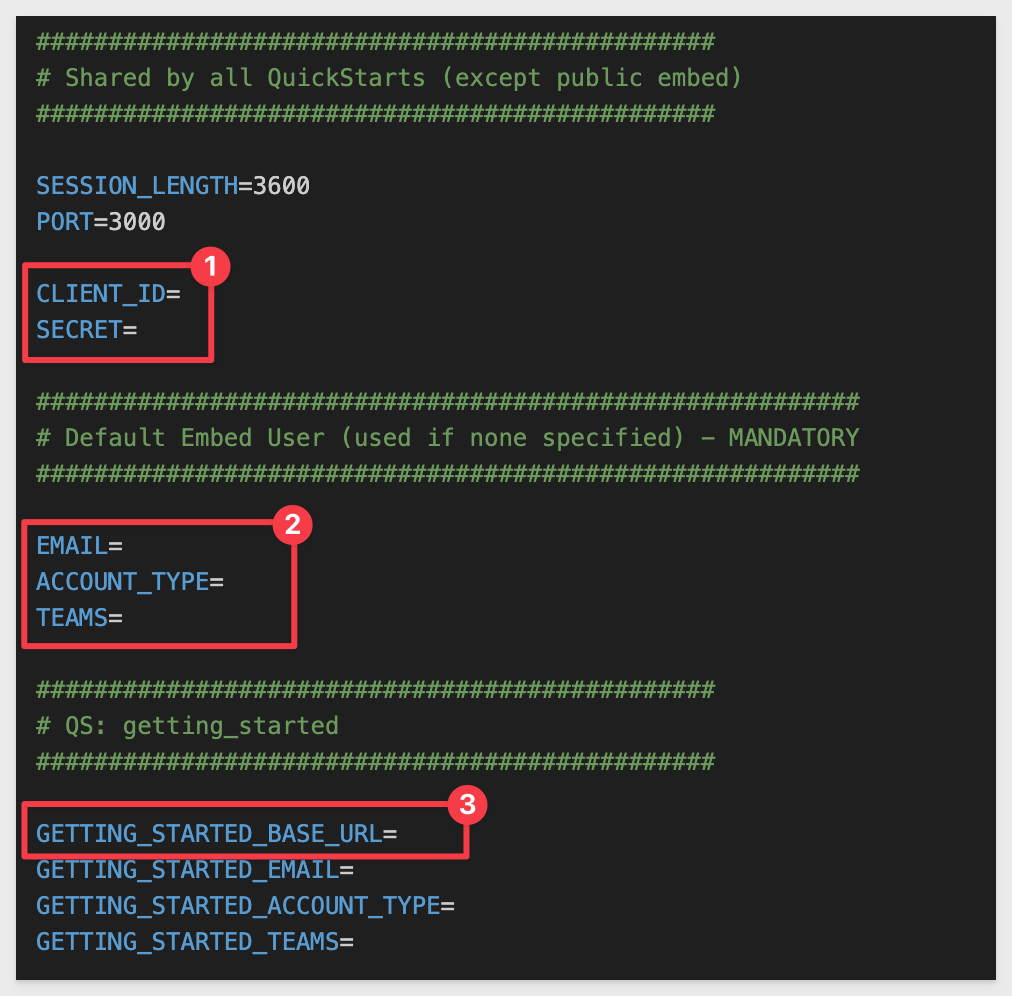 ###############################################
# Shared by all QuickStarts (except public embed)
###############################################
SESSION_LENGTH=3600
PORT=3000
1
CLIENT_ID=
SECRET=
#########################################################
# Default Embed User (used if none specified) – MANDATORY
#########################################################
2
EMAIL=
ACCOUNT_TYPE=
TEAMS=
###############################################
# QS: getting_started
###############################################
3
GETTING_STARTED_BASE_URL=
GETTING_STARTED_EMAIL=
GETTING_STARTED_ACCOUNT_TYPE=
GETTING_STARTED_TEAMS=